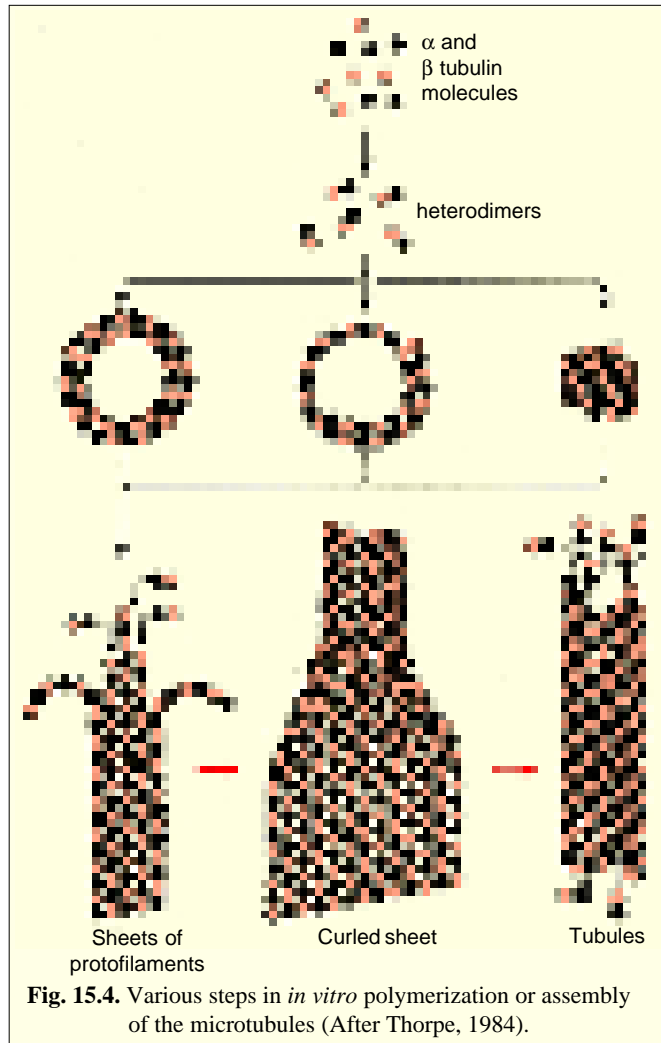 α and
β tubulin
molecules
heterodimers
Sheets of
protofilaments
Curled sheet
Tubules
Fig. 15.4. Various steps in in vitro polymerization or assembly
of the microtubules (After Thorpe, 1984).